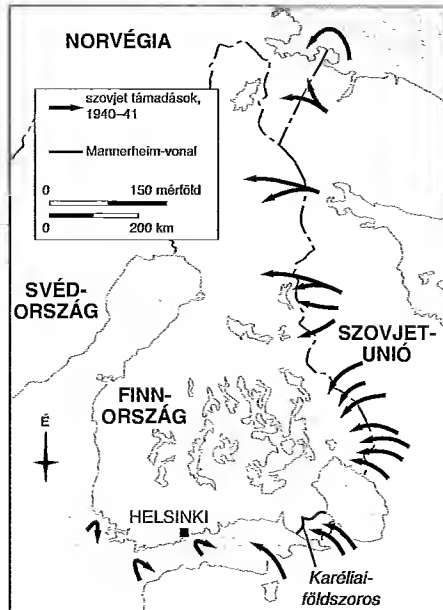 NORVÉGIA
szovjet támadások,
1940–41
Mannerheim-vonal
0 150 mérföld
0 200 km
SVÉD-
ORSZÁG
SZOVJET-
UNIÓ
FINN-
ORSZÁG
É
HELSINKI
Karéliai-
földszoros